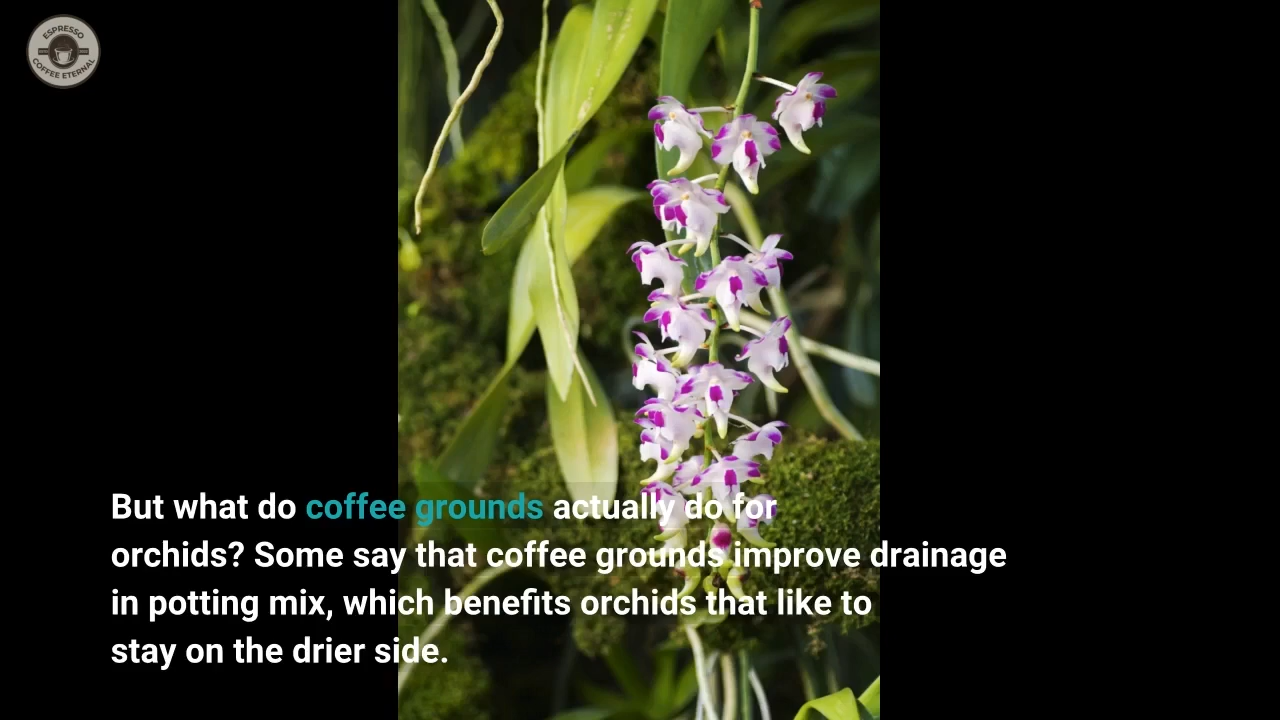 ESPRESSO
COFFEE ETERNAL
But what do coffee grounds actually do for
orchids? Some say that coffee grounds improve drainage
in potting mix, which benefits orchids that like to
stay on the drier side.